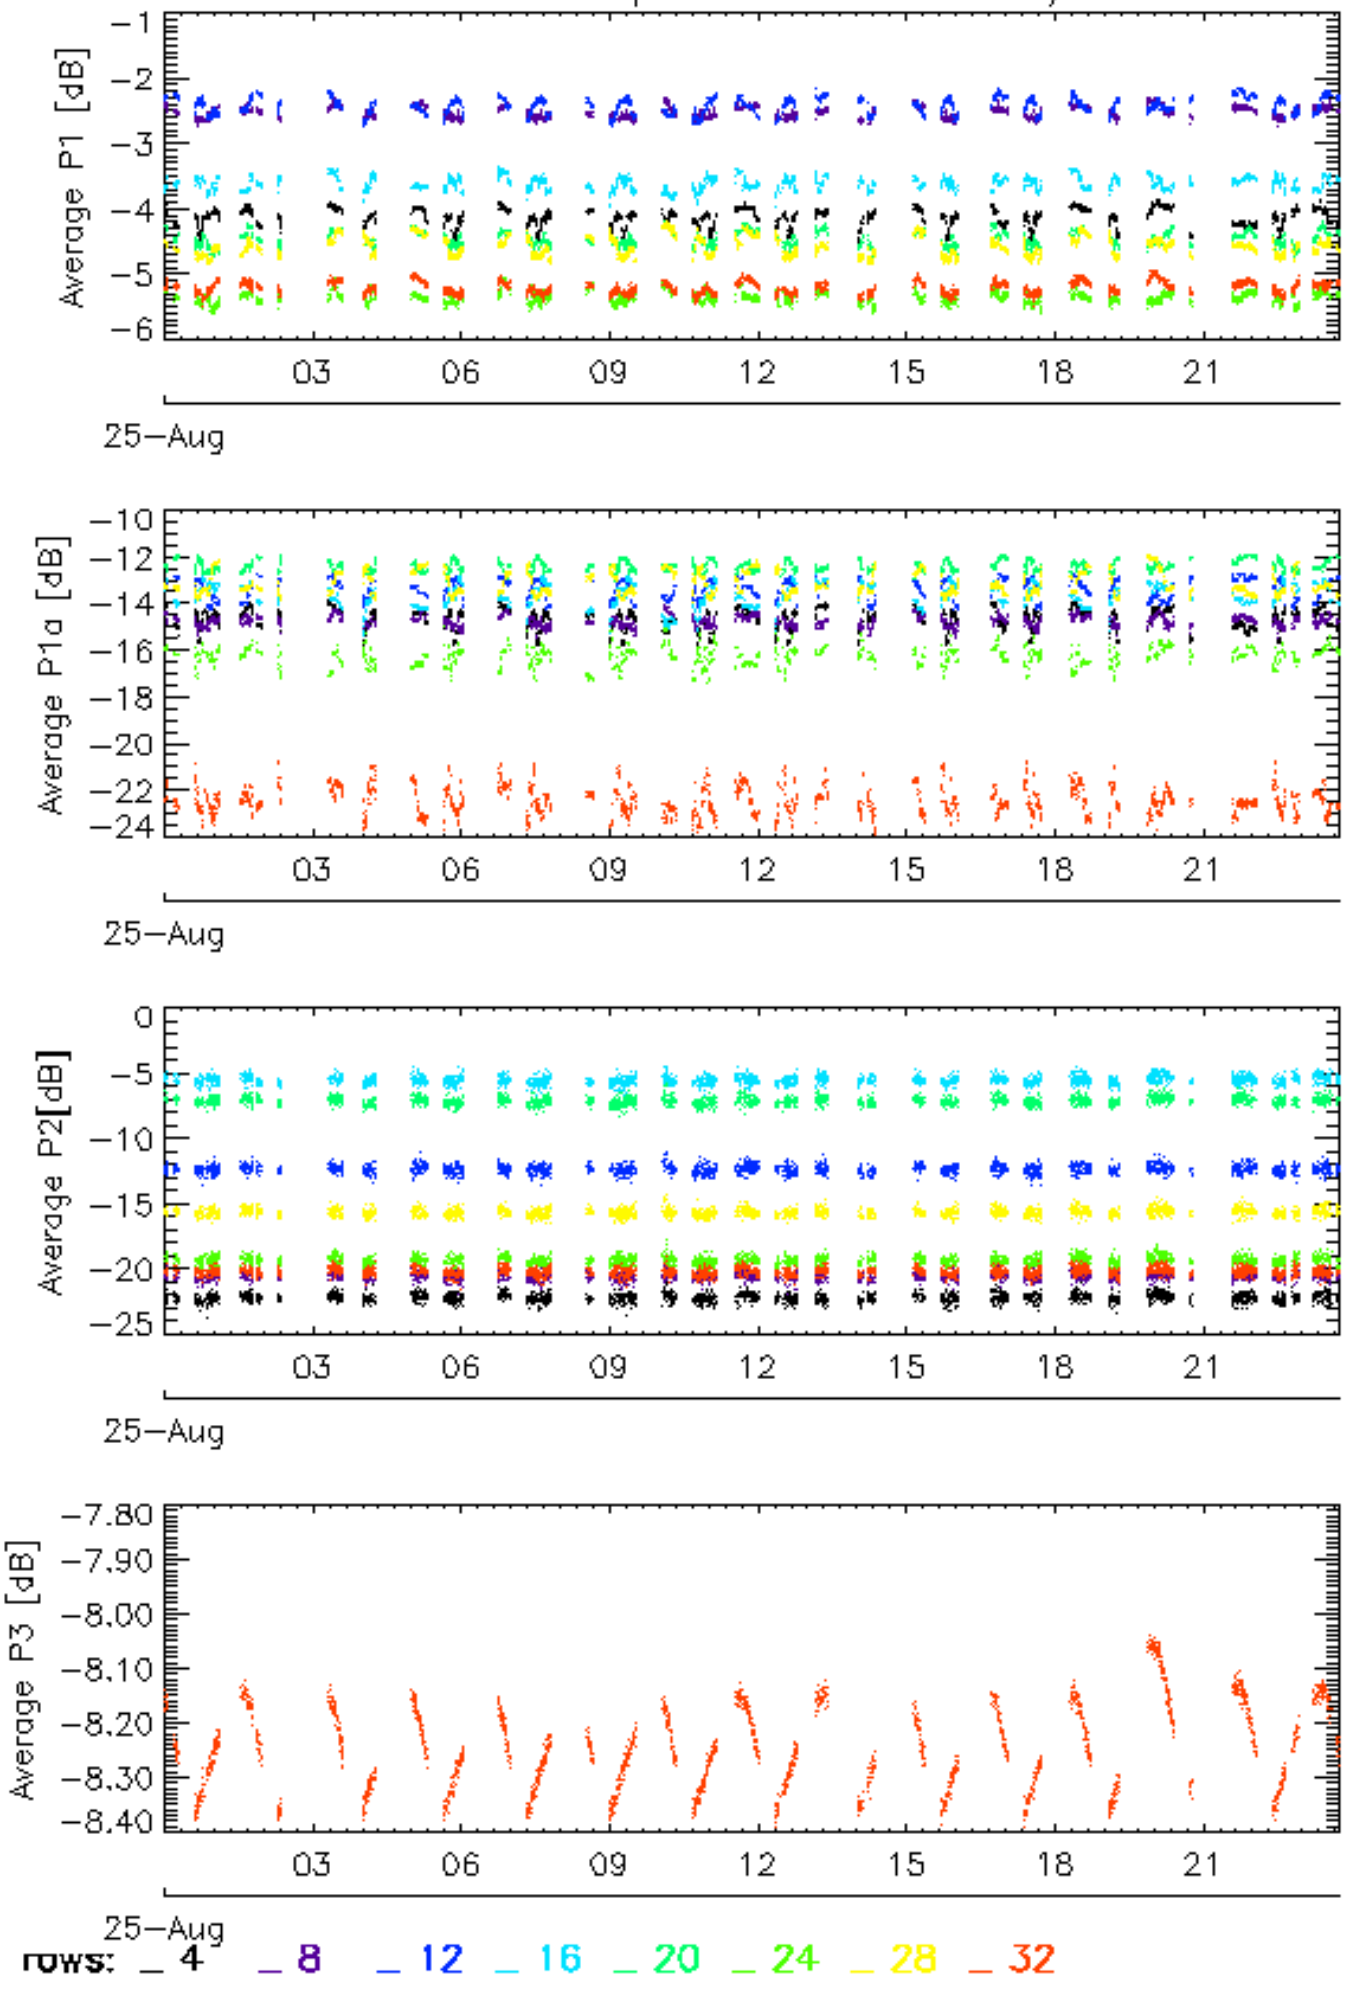 Average P1 [dB]
-1
-2
-3
-4
-5
-6
03 06 09 12 15 18 21
25-Aug
Average P1a [dB]
-10
-12
-14
-16
-18
-20
-22
-24
03 06 09 12 15 18 21
25-Aug
Average P2[dB]
0
-5
-10
-15
-20
-25
03 06 09 12 15 18 21
25-Aug
Average P3 [dB]
-7.80
-7.90
-8.00
-8.10
-8.20
-8.30
-8.40
03 06 09 12 15 18 21
25-Aug
rows: _ 4 _ 8 _ 12 _ 16 _ 20 _ 24 _ 28 _ 32